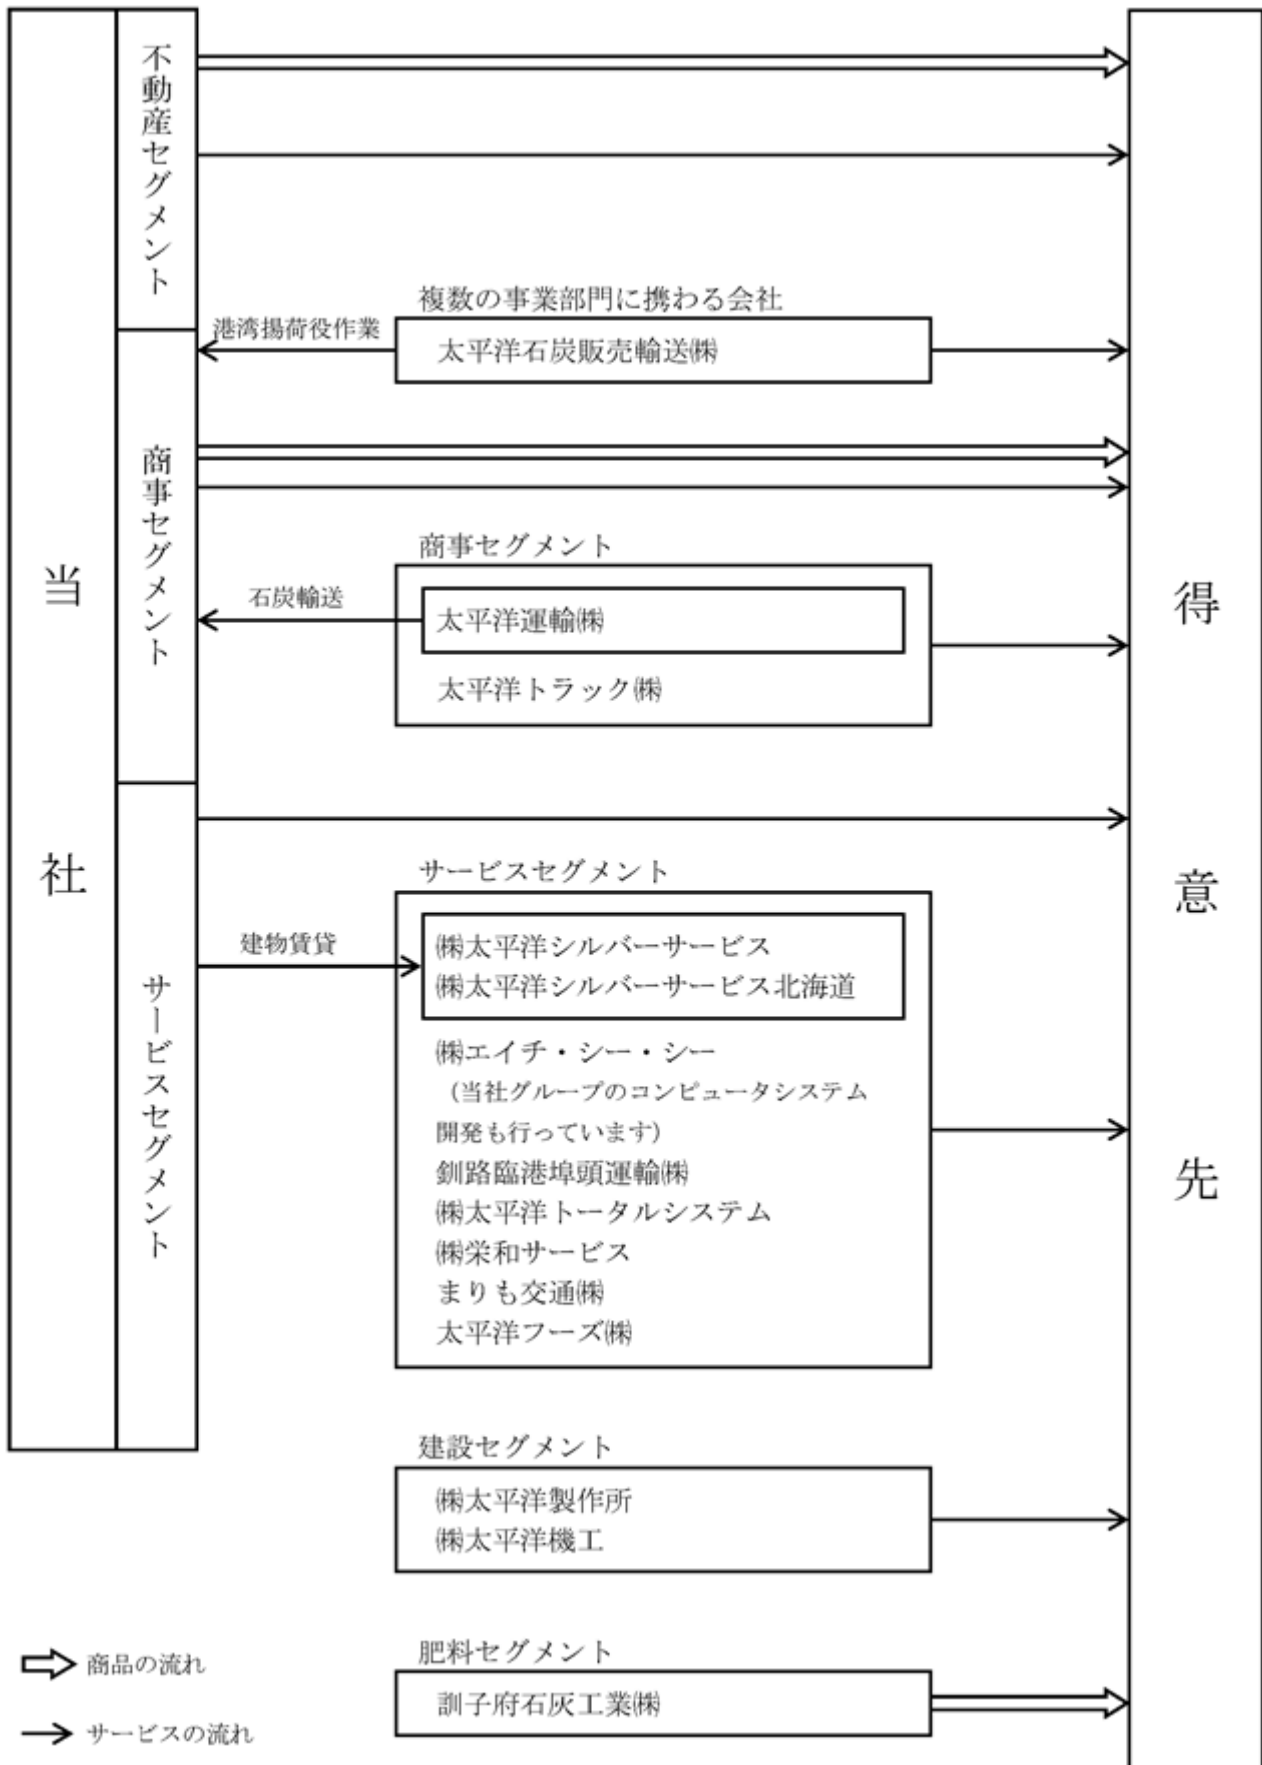 当社
不動産セグメント
商事セグメント
サービスセグメント
複数の事業部門に携わる会社
港湾揚荷役作業
太平洋石炭販売輸送㈱
商事セグメント
石炭輸送
太平洋運輸㈱
太平洋トラック㈱
サービスセグメント
建物賃貸
㈱太平洋シルバーサービス
㈱太平洋シルバーサービス北海道
㈱エイチ・シー・シー
（当社グループのコンピュータシステム
開発も行っています）
釧路臨港埠頭運輸㈱
㈱太平洋トータルシステム
㈱栄和サービス
まりも交通㈱
太平洋フーズ㈱
建設セグメント
㈱太平洋製作所
㈱太平洋機工
肥料セグメント
訓子府石灰工業㈱
得意先
商品の流れ
サービスの流れ